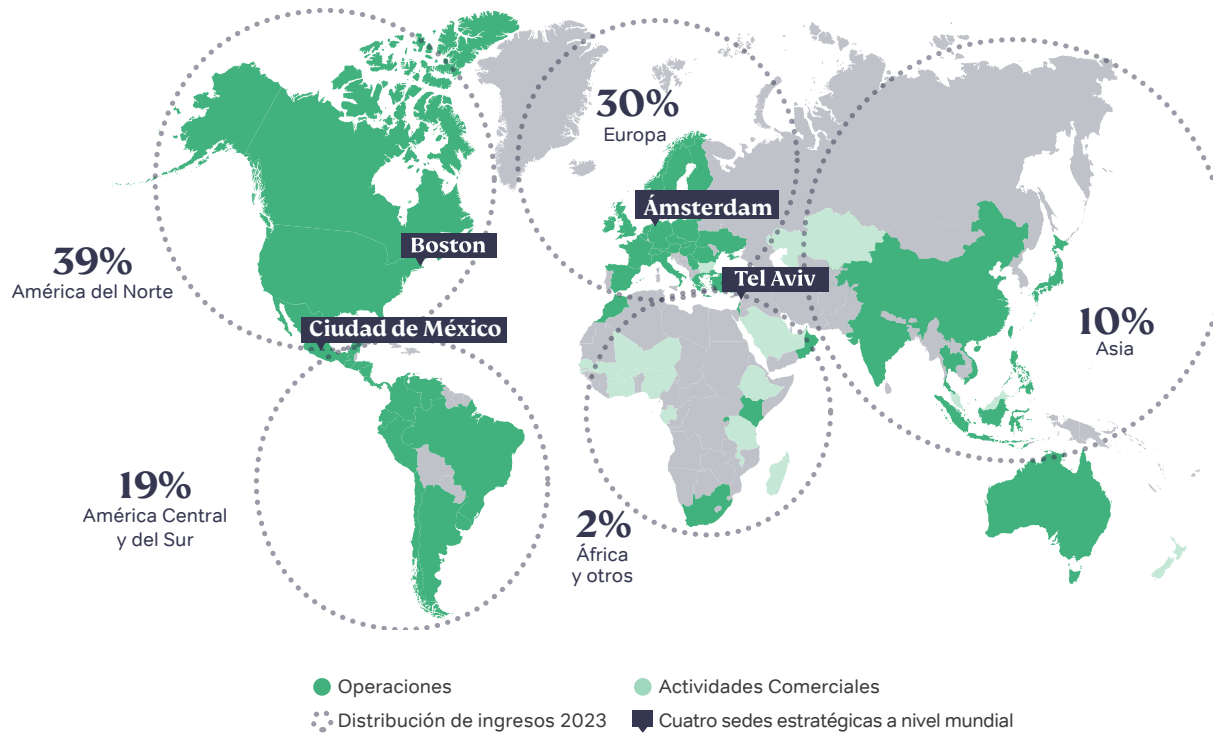 30%
Europa
Ámsterdam
Boston
39%
América del Norte
Tel Aviv
Ciudad de México
10%
Asia
19%
América Central
y del Sur
2%
África
y otros
Operaciones
Actividades Comerciales
Distribución de ingresos 2023
Cuatro sedes estratégicas a nivel mundial